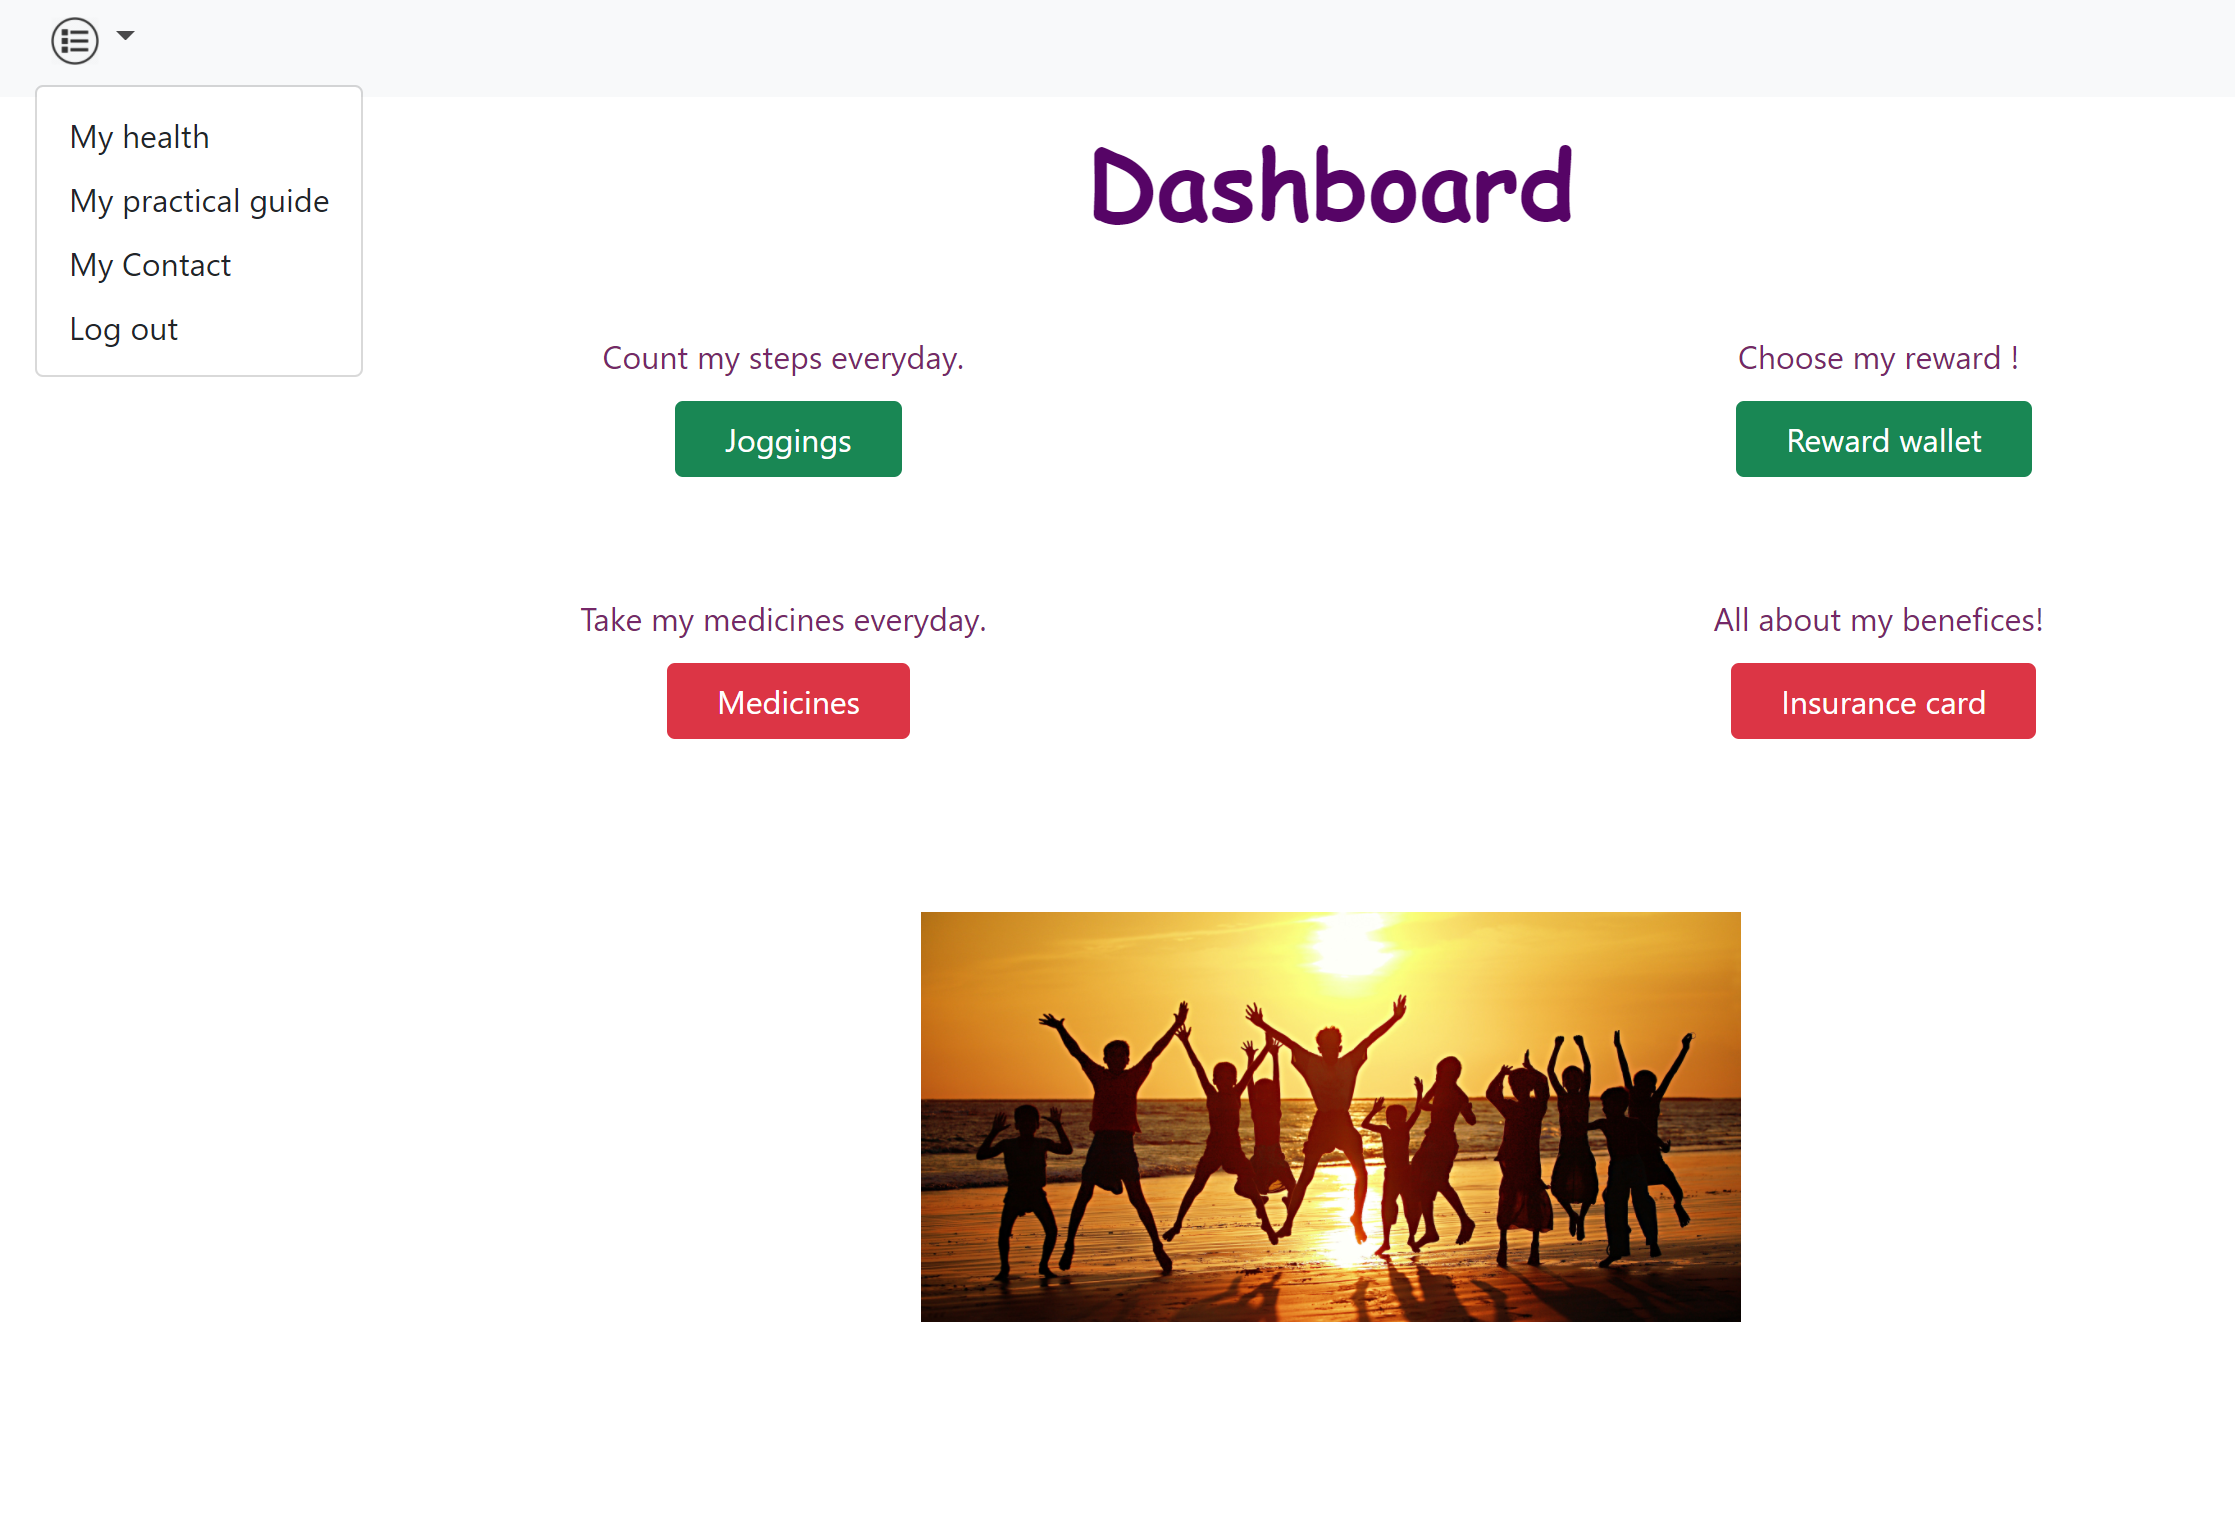 My health
My practical guide
My Contact
Log out
Dashboard
Count my steps everyday.
Joggings
Choose my reward !
Reward wallet
Take my medicines everyday.
Medicines
All about my benefices!
Insurance card